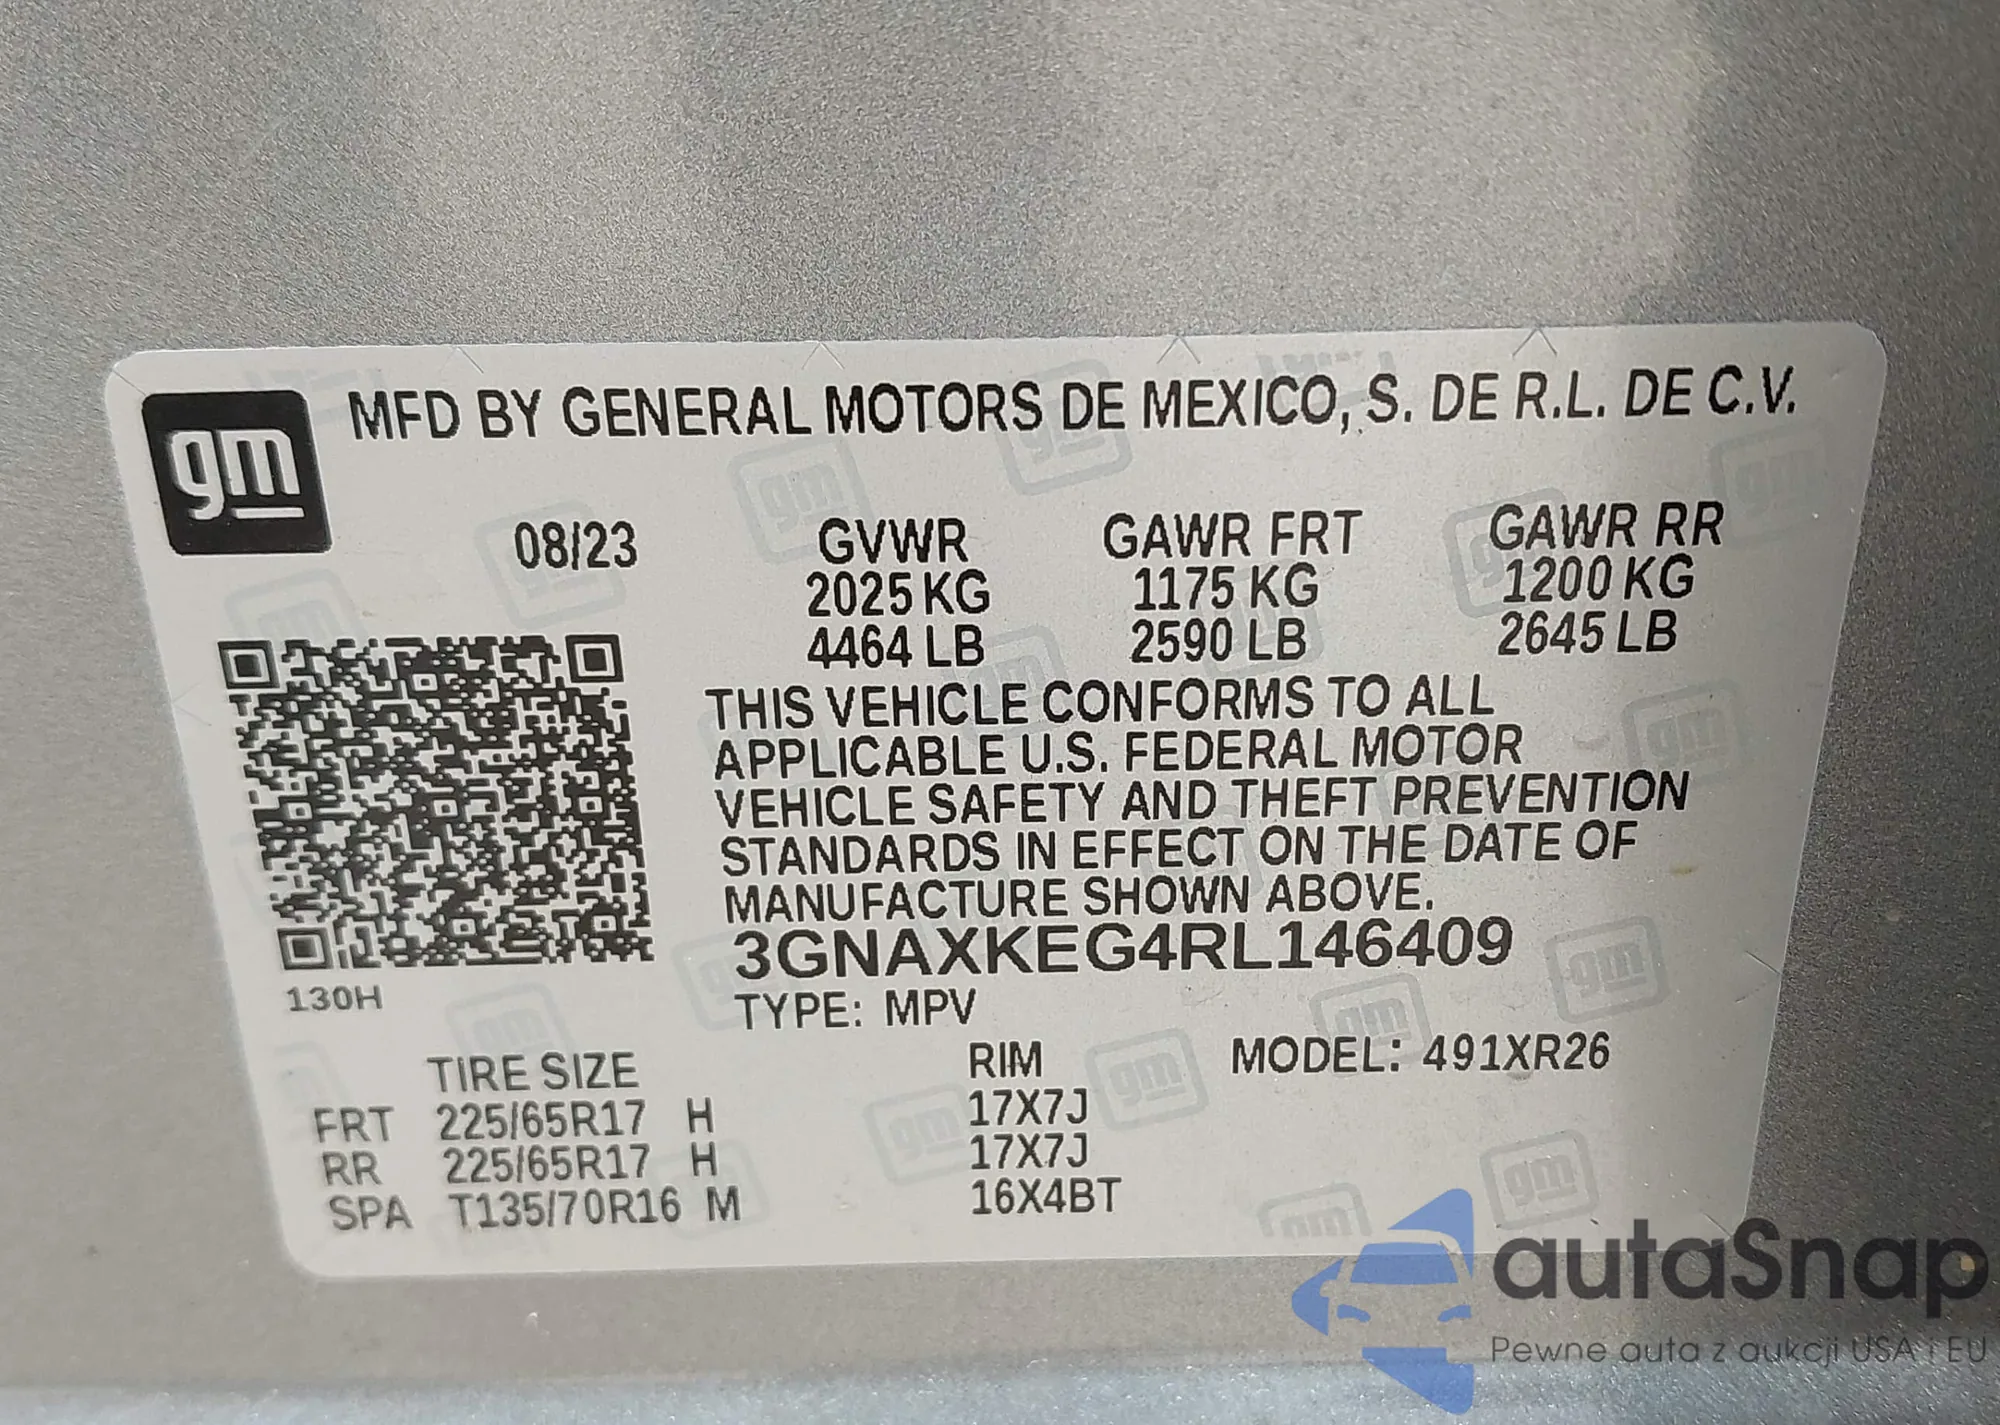 gm MFD BY GENERAL MOTORS DE MEXICO, S. DE R.L. DE C.V.
08/23 GVWR GAWR FRT GAWR RR
2025 KG 1175 KG 1200 KG
4464 LB 2590 LB 2645 LB
THIS VEHICLE CONFORMS TO ALL
APPLICABLE U.S. FEDERAL MOTOR
VEHICLE SAFETY AND THEFT PREVENTION
STANDARDS IN EFFECT ON THE DATE OF
MANUFACTURE SHOWN ABOVE.
3GNAXKEG4RL146409
130H TYPE: MPV
TIRE SIZE RIM MODEL: 491XR26
FRT 225/65R17 H 17X7J
RR 225/65R17 H 17X7J
SPA T135/70R16 M 16X4BT
autaSnap
Pewne auta z aukcji USA i EU